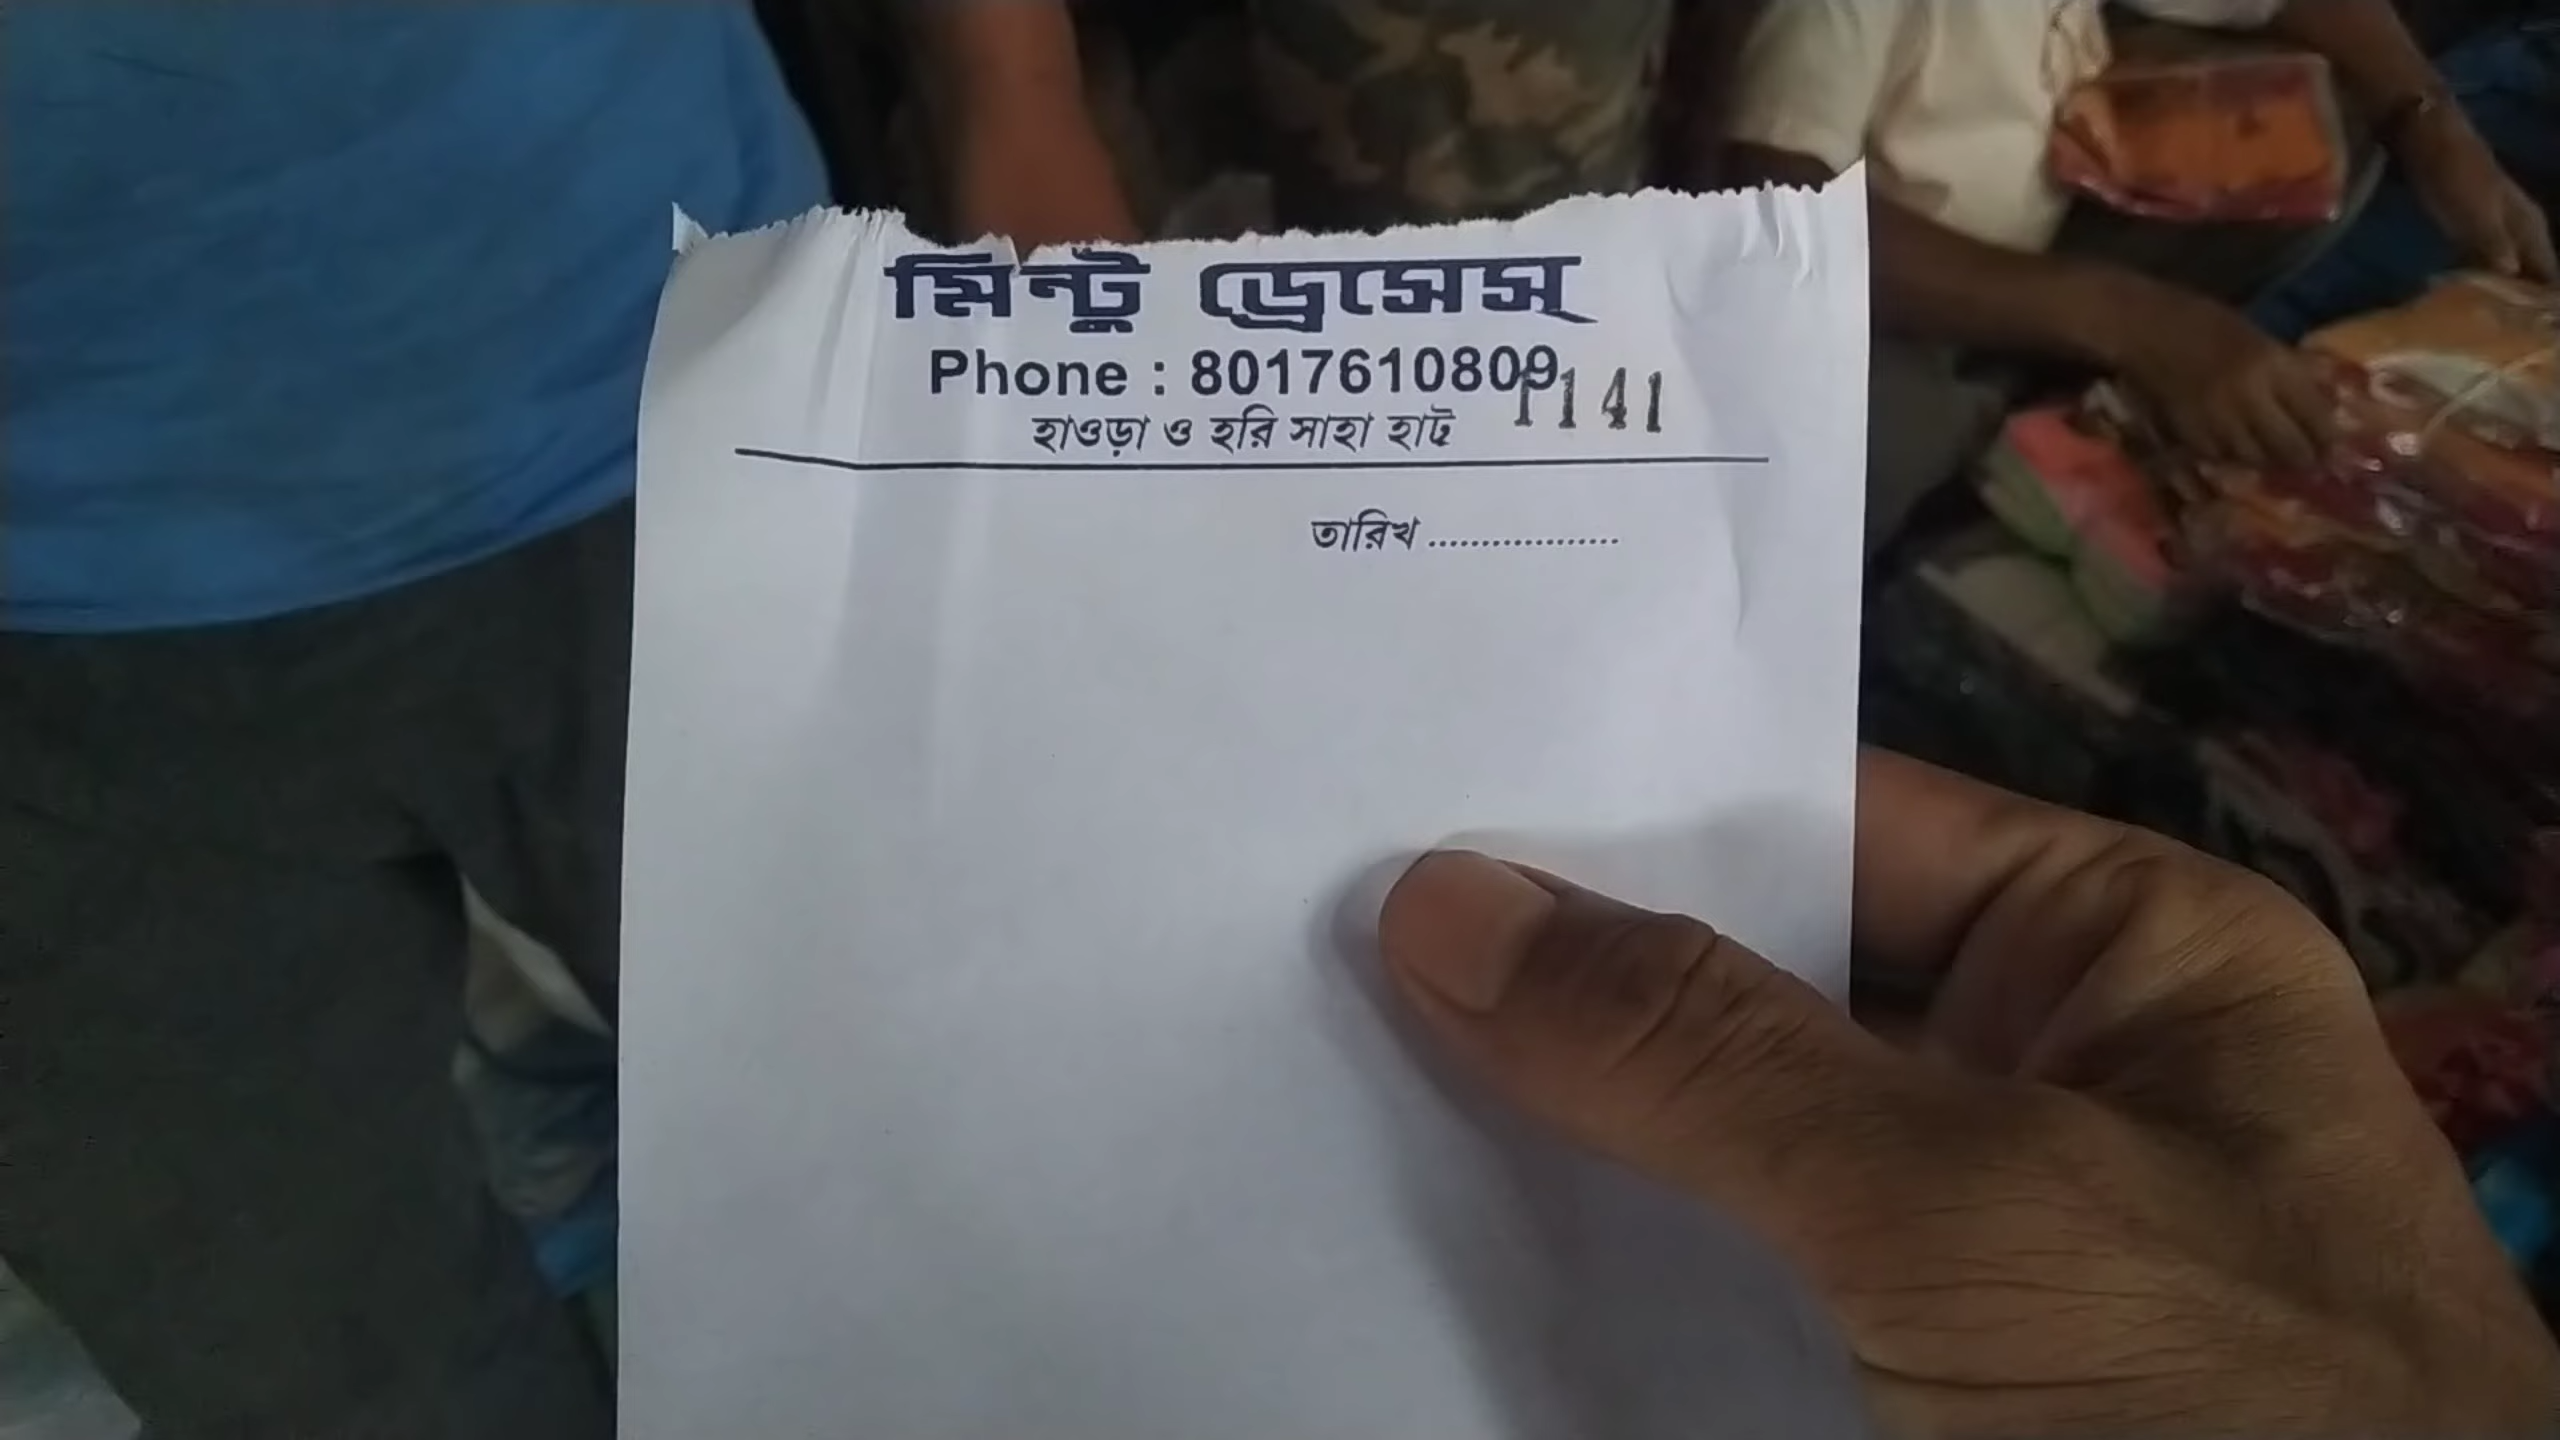 মিন্টু ড্রেসেস্
Phone : 8017610809
1141
হাওড়া ও হরি সাহা হাট
তারিখ ..................